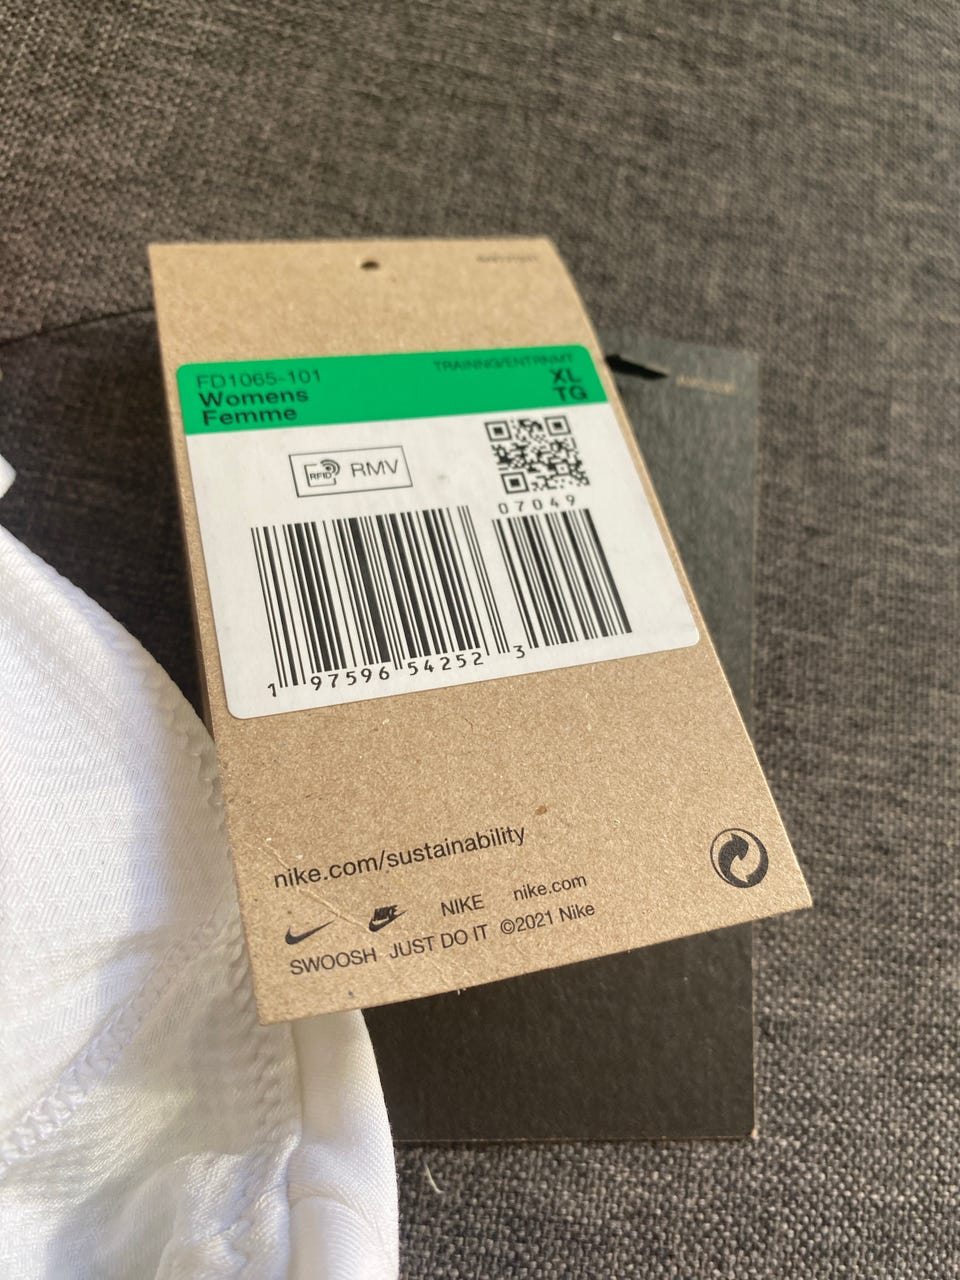 FD1065-101
Womens
Femme
TRAINING/ENTRNMT
XL
TG
RFID RMV
07049
1 97596 54252 3
nike.com/sustainability
NIKE NIKE nike.com
SWOOSH JUST DO IT ©2021 Nike